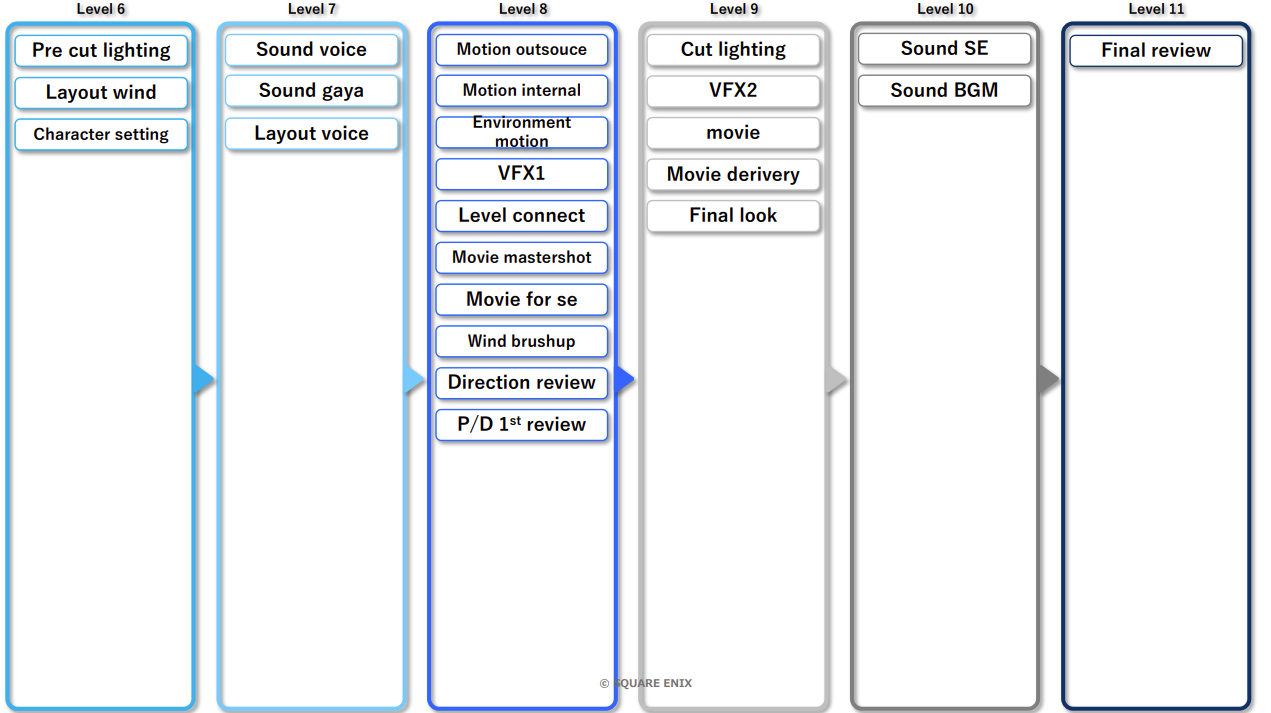 Level 6
Level 7
Level 8
Level 9
Level 10
Level 11
Pre cut lighting
Layout wind
Character setting
Sound voice
Sound gaya
Layout voice
Motion outsouce
Motion internal
Environment
motion
VFX1
Level connect
Movie mastershot
Movie for se
Wind brushup
Direction review
P/D 1st review
Cut lighting
VFX2
movie
Movie derivery
Final look
Sound SE
Sound BGM
Final review
© SQUARE ENIX